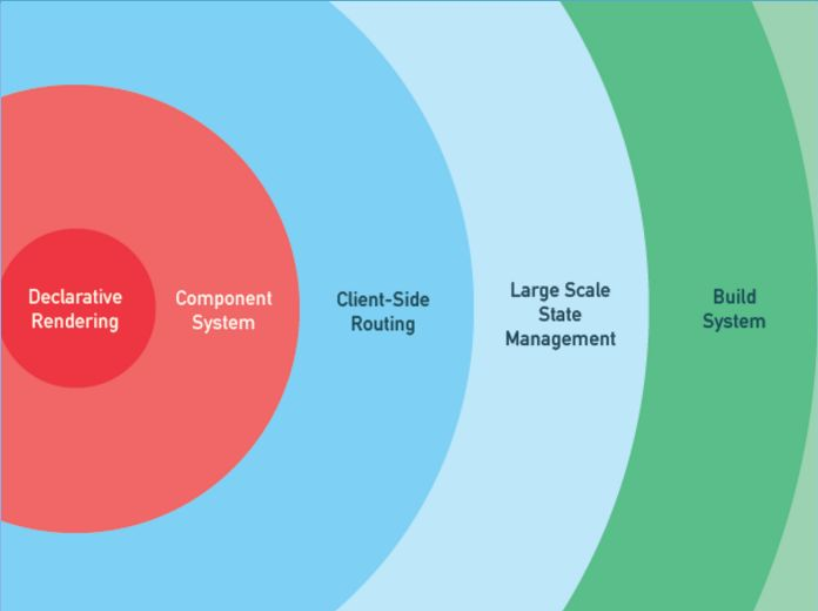 Declarative
Rendering
Component
System
Client-Side
Routing
Large Scale
State
Management
Build
System